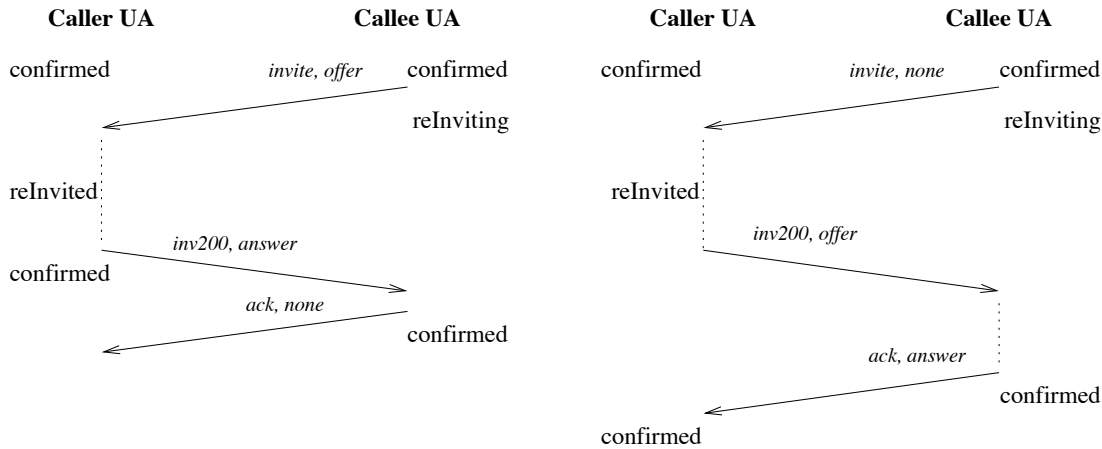 Caller UA Callee UA
confirmed invite, offer confirmed
reInviting
reInvited
inv200, answer
confirmed
ack, none
confirmed
Caller UA Callee UA
confirmed invite, none confirmed
reInviting
reInvited
inv200, offer
ack, answer
confirmed
confirmed